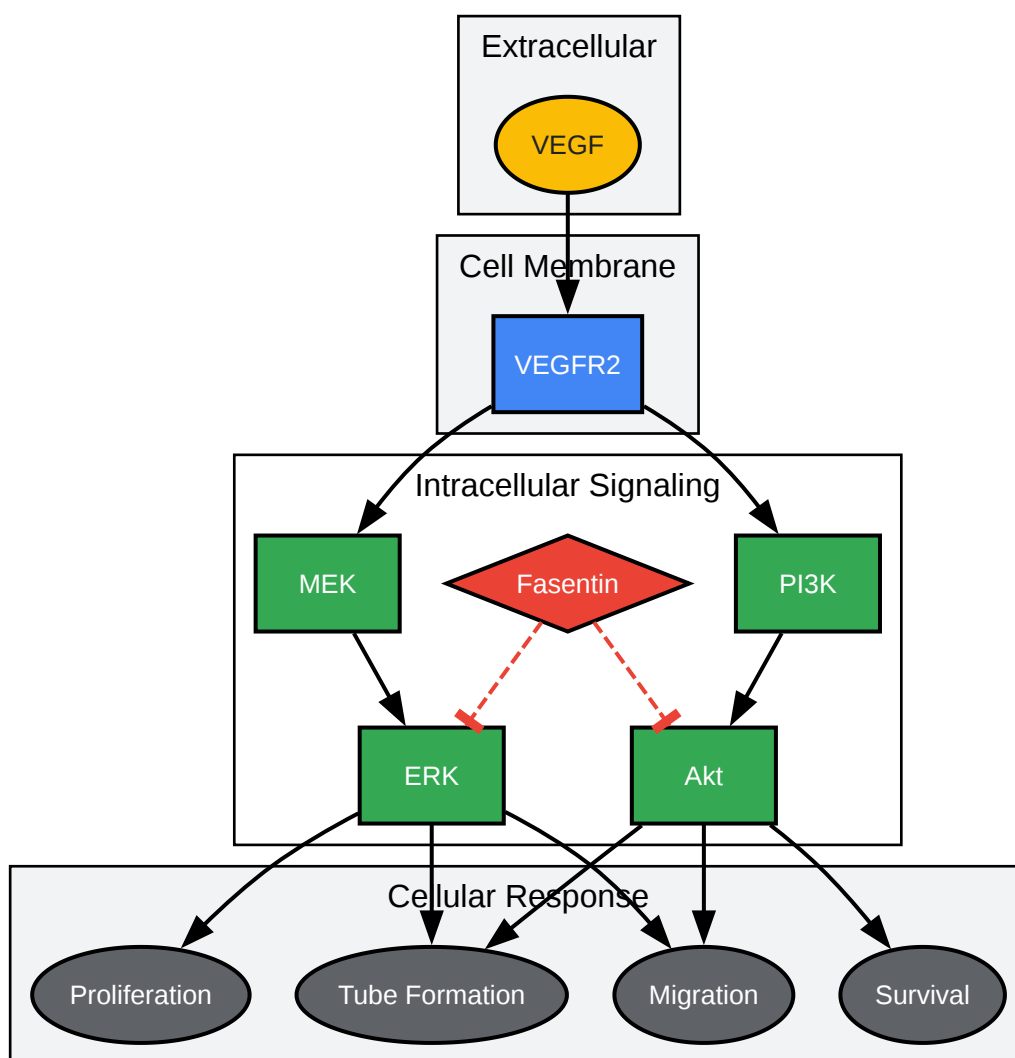 Extracellular
VEGF
Cell Membrane
VEGFR2
Intracellular Signaling
MEK
Fasentin
PI3K
ERK
Akt
Cellular Response
Proliferation
Tube Formation
Migration
Survival